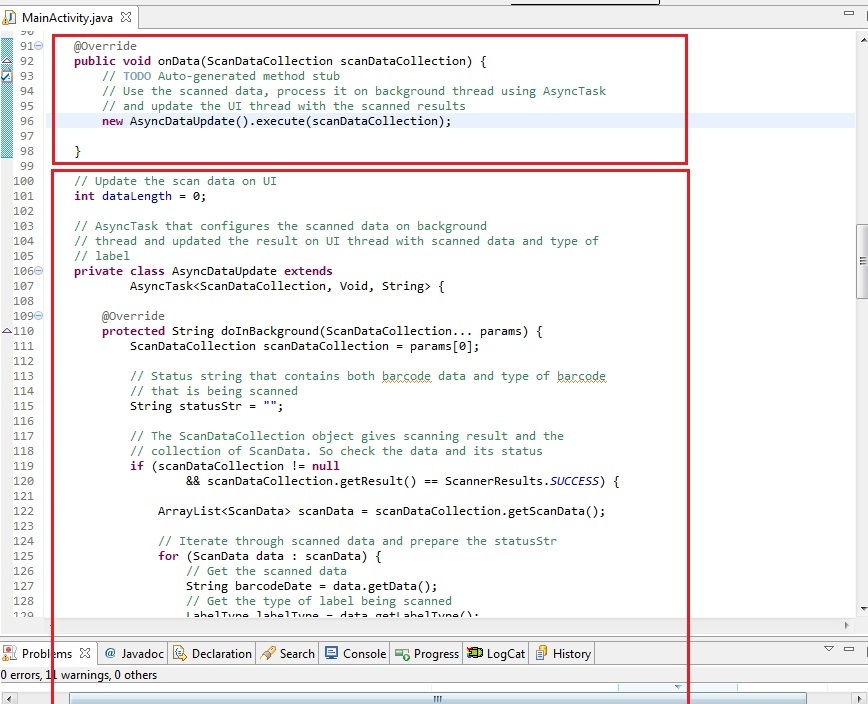 MainActivity.java
90
91 @Override
92 public void onData(ScanDataCollection scanDataCollection) {
93 // TODO Auto-generated method stub
94 // Use the scanned data, process it on background thread using AsyncTask
95 // and update the UI thread with the scanned results
96 new AsyncDataUpdate().execute(scanDataCollection);
97
98 }
99
100 // Update the scan data on UI
101 int dataLength = 0;
102
103 // AsyncTask that configures the scanned data on background
104 // thread and updated the result on UI thread with scanned data and type of
105 // label
106 private class AsyncDataUpdate extends
107 AsyncTask<ScanDataCollection, Void, String> {
108
109 @Override
110 protected String doInBackground(ScanDataCollection... params) {
111 ScanDataCollection scanDataCollection = params[0];
112
113 // Status string that contains both barcode data and type of barcode
114 // that is being scanned
115 String statusStr = "";
116
117 // The ScanDataCollection object gives scanning result and the
118 // collection of ScanData. So check the data and its status
119 if (scanDataCollection != null
120 && scanDataCollection.getResult() == ScannerResults.SUCCESS) {
121
122 ArrayList<ScanData> scanData = scanDataCollection.getScanData();
123
124 // Iterate through scanned data and prepare the statusStr
125 for (ScanData data : scanData) {
126 // Get the scanned data
127 String barcodeDate = data.getData();
128 // Get the type of label being scanned
129 LabelType labelType = data.getLabelType();
Problems @ Javadoc Declaration Search Console Progress LogCat History
0 errors, 11 warnings, 0 others